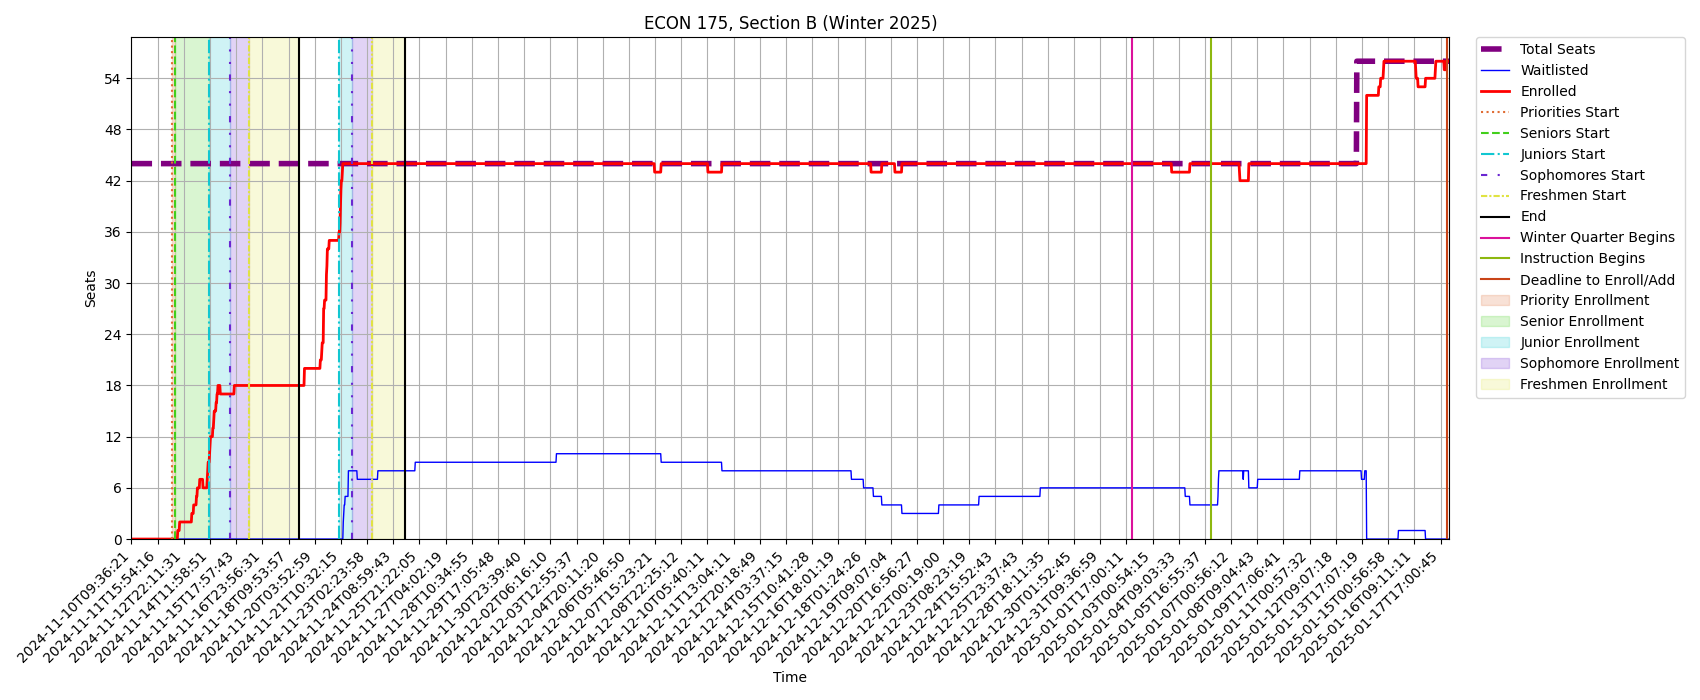 ECON 175, Section B (Winter 2025)
Seats
54
48
42
36
30
24
18
12
6
0
2024-11-10T09:36:21
2024-11-11T15:54:16
2024-11-12T22:11:31
2024-11-14T11:58:51
2024-11-15T17:57:43
2024-11-16T23:56:31
2024-11-18T09:53:57
2024-11-20T03:52:59
2024-11-21T10:32:15
2024-11-23T02:23:58
2024-11-24T08:59:43
2024-11-25T21:22:05
2024-11-27T04:02:19
2024-11-28T10:34:55
2024-11-29T17:05:48
2024-11-30T23:39:40
2024-12-02T06:16:10
2024-12-03T12:55:37
2024-12-04T20:11:20
2024-12-06T05:46:50
2024-12-07T15:23:21
2024-12-08T22:25:12
2024-12-10T05:40:11
2024-12-11T13:04:11
2024-12-12T20:18:49
2024-12-14T03:37:15
2024-12-15T10:41:28
2024-12-16T18:01:19
2024-12-18T01:24:26
2024-12-19T09:07:04
2024-12-20T16:56:27
2024-12-22T00:19:00
2024-12-23T08:23:19
2024-12-24T15:52:43
2024-12-25T23:37:43
2024-12-28T18:11:35
2024-12-30T01:52:45
2024-12-31T09:36:59
2025-01-01T17:00:11
2025-01-03T00:54:15
2025-01-04T09:03:33
2025-01-05T16:55:37
2025-01-07T00:56:12
2025-01-08T09:04:43
2025-01-09T17:06:41
2025-01-11T00:57:32
2025-01-12T09:07:18
2025-01-13T17:07:19
2025-01-15T00:56:58
2025-01-16T09:11:11
2025-01-17T17:00:45
Time
Total Seats
Waitlisted
Enrolled
Priorities Start
Seniors Start
Juniors Start
Sophomores Start
Freshmen Start
End
Winter Quarter Begins
Instruction Begins
Deadline to Enroll/Add
Priority Enrollment
Senior Enrollment
Junior Enrollment
Sophomore Enrollment
Freshmen Enrollment